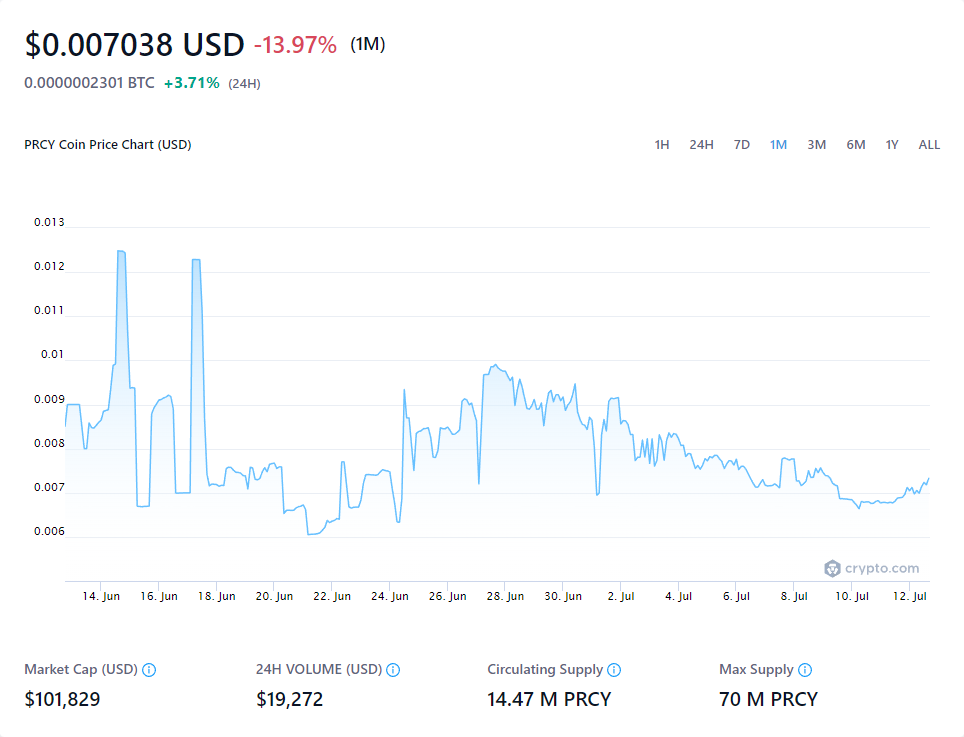 $0.007038 USD -13.97% (1M)
0.0000002301 BTC +3.71% (24H)
PRCY Coin Price Chart (USD) 1H 24H 7D 1M 3M 6M 1Y ALL
0.013
0.012
0.011
0.01
0.009
0.008
0.007
0.006
crypto.com
14. Jun 16. Jun 18. Jun 20. Jun 22. Jun 24. Jun 26. Jun 28. Jun 30. Jun 2. Jul 4. Jul 6. Jul 8. Jul 10. Jul 12. Jul
Market Cap (USD) 24H VOLUME (USD) Circulating Supply Max Supply
$101,829 $19,272 14.47 M PRCY 70 M PRCY